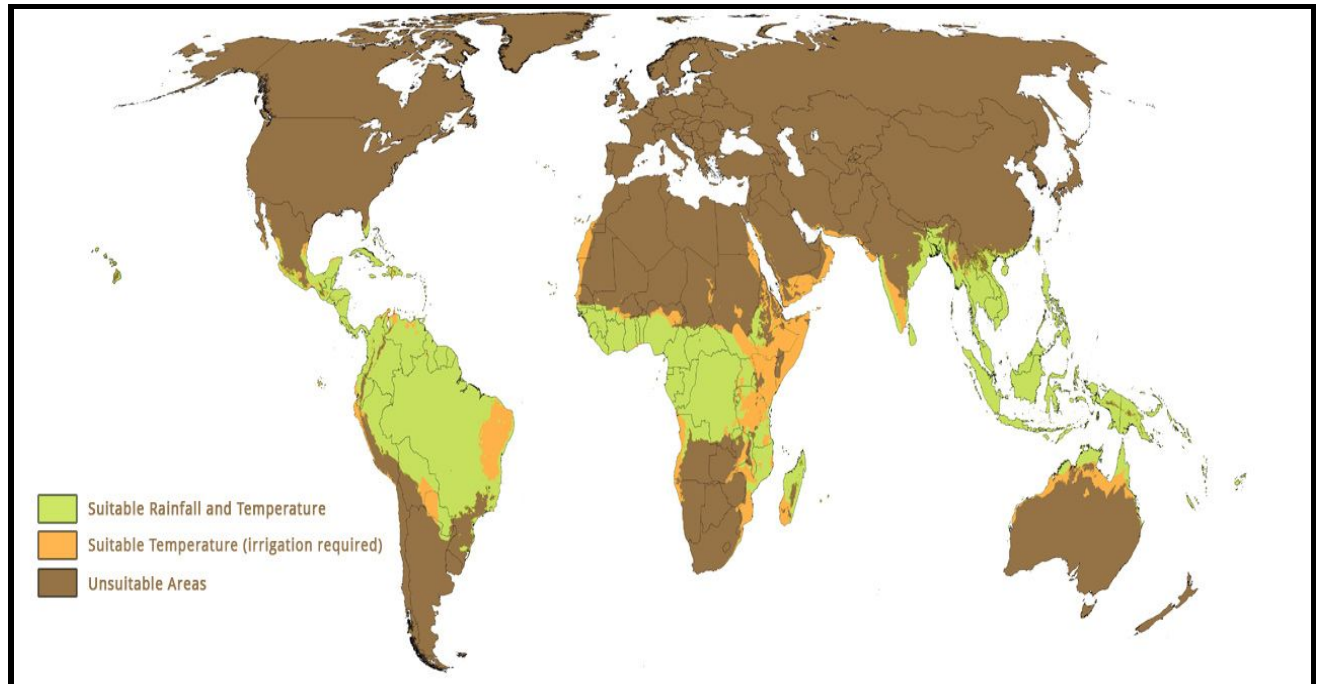 Suitable Rainfall and Temperature
Suitable Temperature (irrigation required)
Unsuitable Areas